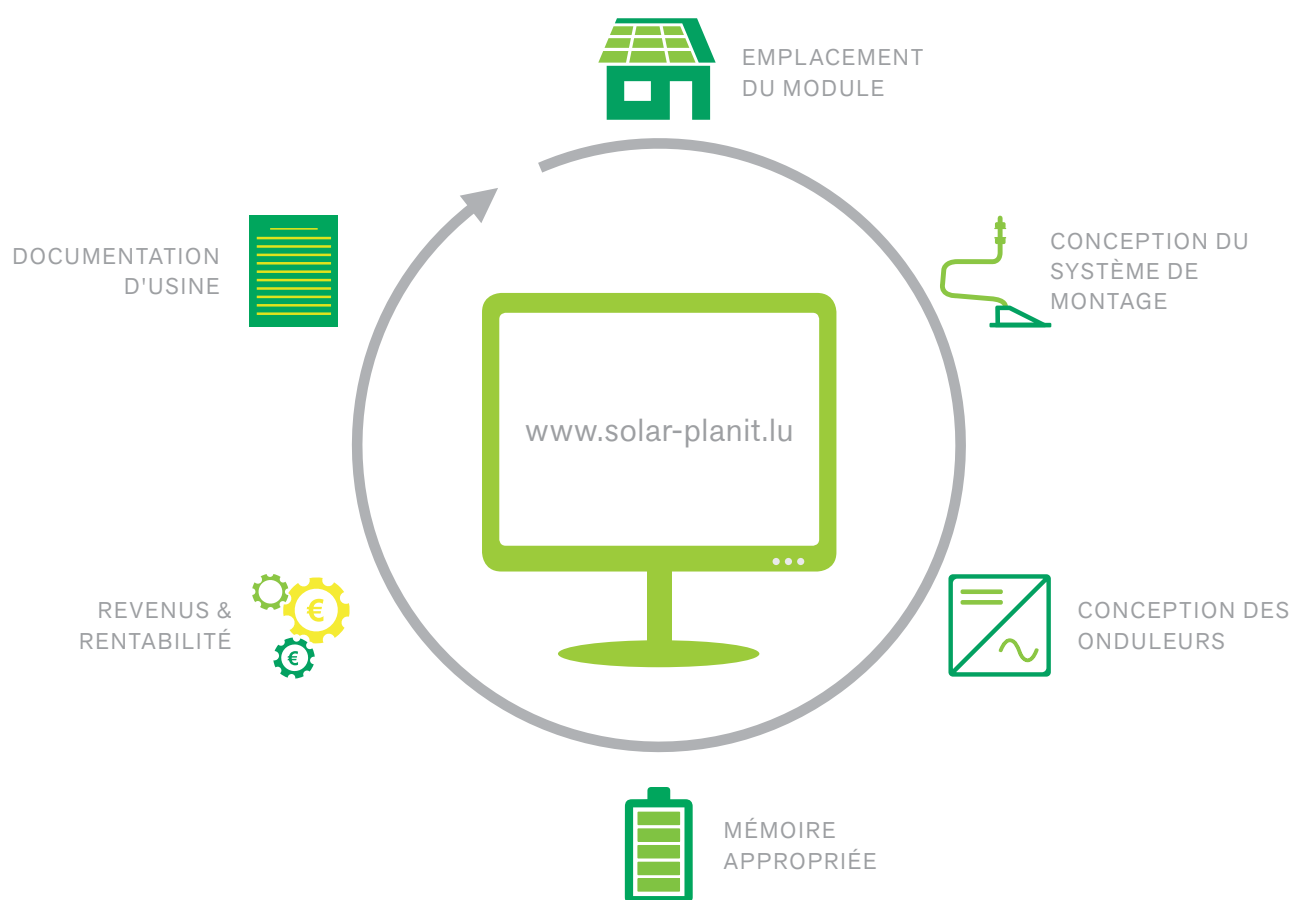 EMPLACEMENT
DU MODULE
CONCEPTION DU
SYSTÈME DE
MONTAGE
CONCEPTION DES
ONDULEURS
MÉMOIRE
APPROPRIÉE
REVENUS &
RENTABILITÉ
€
€
DOCUMENTATION
D'USINE
www.solar-planit.lu